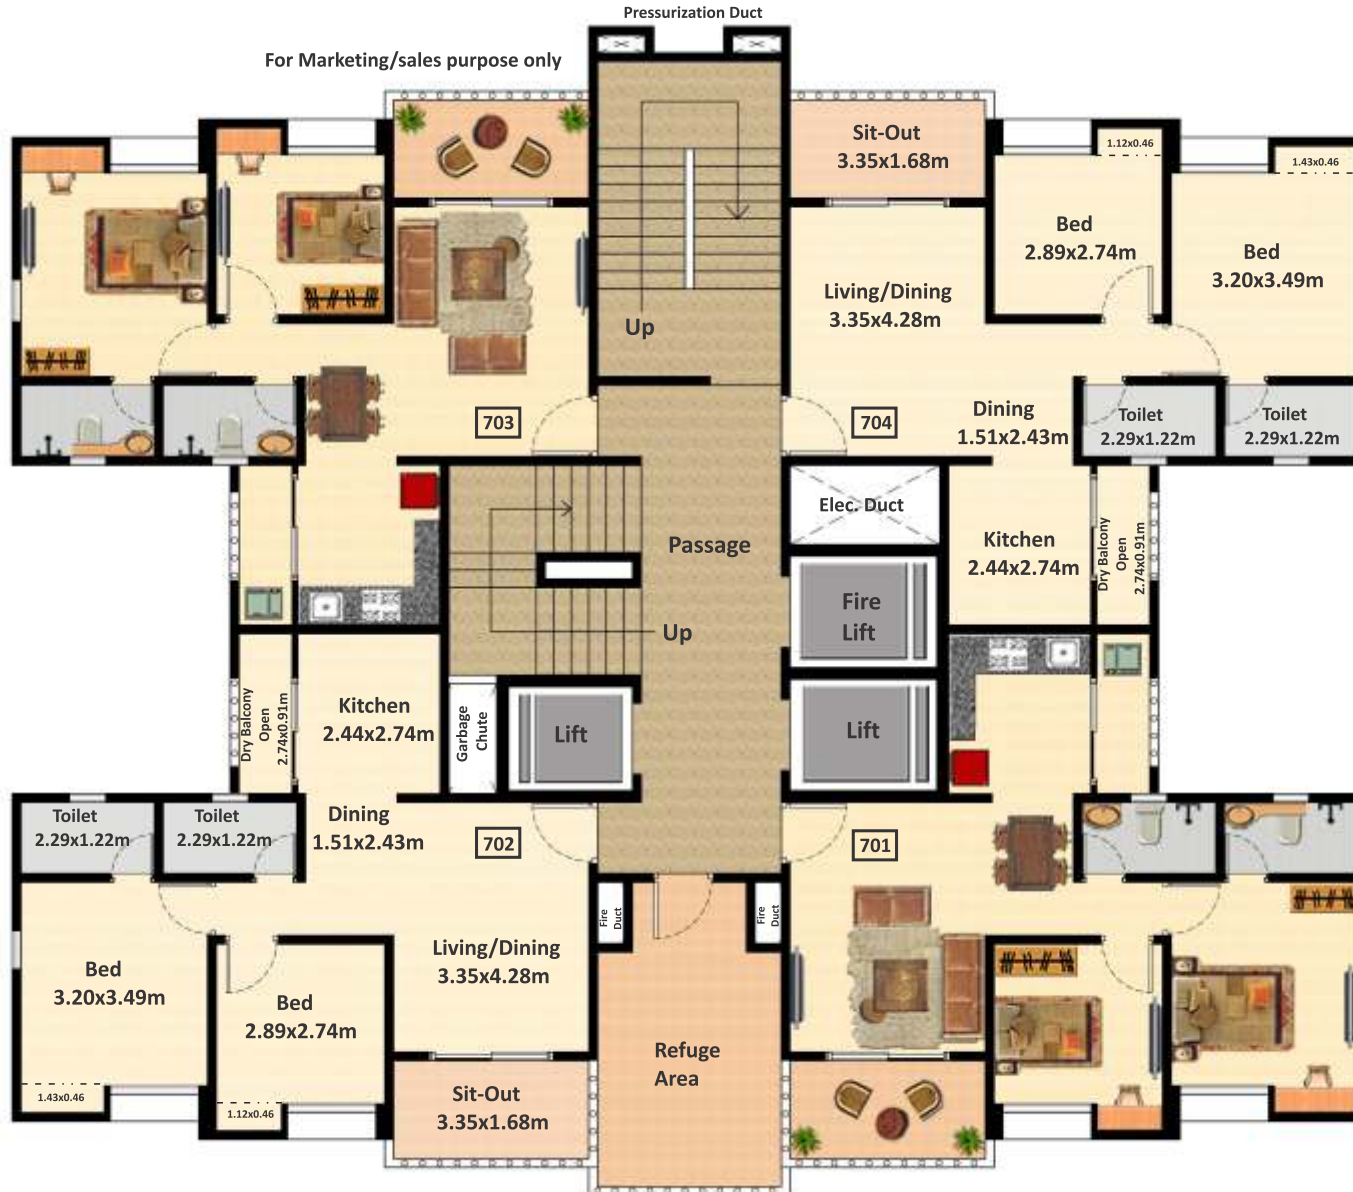 Pressurization Duct
For Marketing/sales purpose only
Sit-Out
3.35x1.68m
1.12x0.46
1.43x0.46
Bed
2.89x2.74m
Bed
3.20x3.49m
Living/Dining
3.35x4.28m
Up
703
704
Dining
1.51x2.43m
Toilet
2.29x1.22m
Toilet
2.29x1.22m
Elec. Duct
Passage
Kitchen
2.44x2.74m
Dry Balcony
Open
2.74x0.91m
Fire
Lift
Up
Dry Balcony
Open
2.74x0.91m
Kitchen
2.44x2.74m
Garbage
Chute
Lift
Lift
Toilet
2.29x1.22m
Toilet
2.29x1.22m
Dining
1.51x2.43m
702
701
Fire
Duct
Fire
Duct
Living/Dining
3.35x4.28m
Bed
3.20x3.49m
Bed
2.89x2.74m
Refuge
Area
1.43x0.46
1.12x0.46
Sit-Out
3.35x1.68m